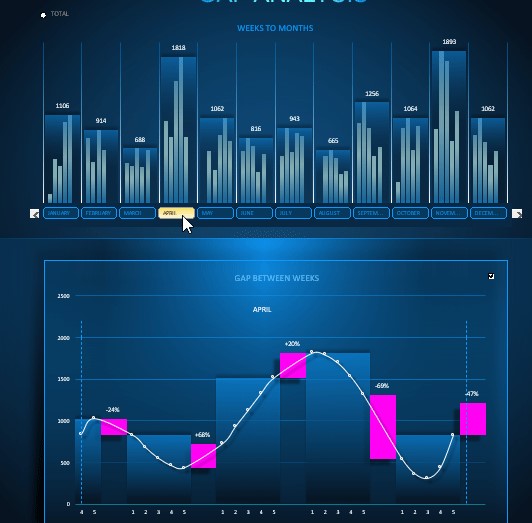 GAP ANALYSIS
TOTAL
WEEKS TO MONTHS
1106 914 688 1818 1062 816 943 665 1256 1064 1893 1062
JANUARY FEBRUARY MARCH APRIL MAY JUNE JULY AUGUST SEPTEM... OCTOBER NOVEM... DECEM...
GAP BETWEEN WEEKS
APRIL
2500
2000
1500
1000
500
0
-24% +68% +20% -69% -47%
4 5 1 2 3 4 5 1 2 3 4 5 1 2 3 4 5 1 2 3 4 5